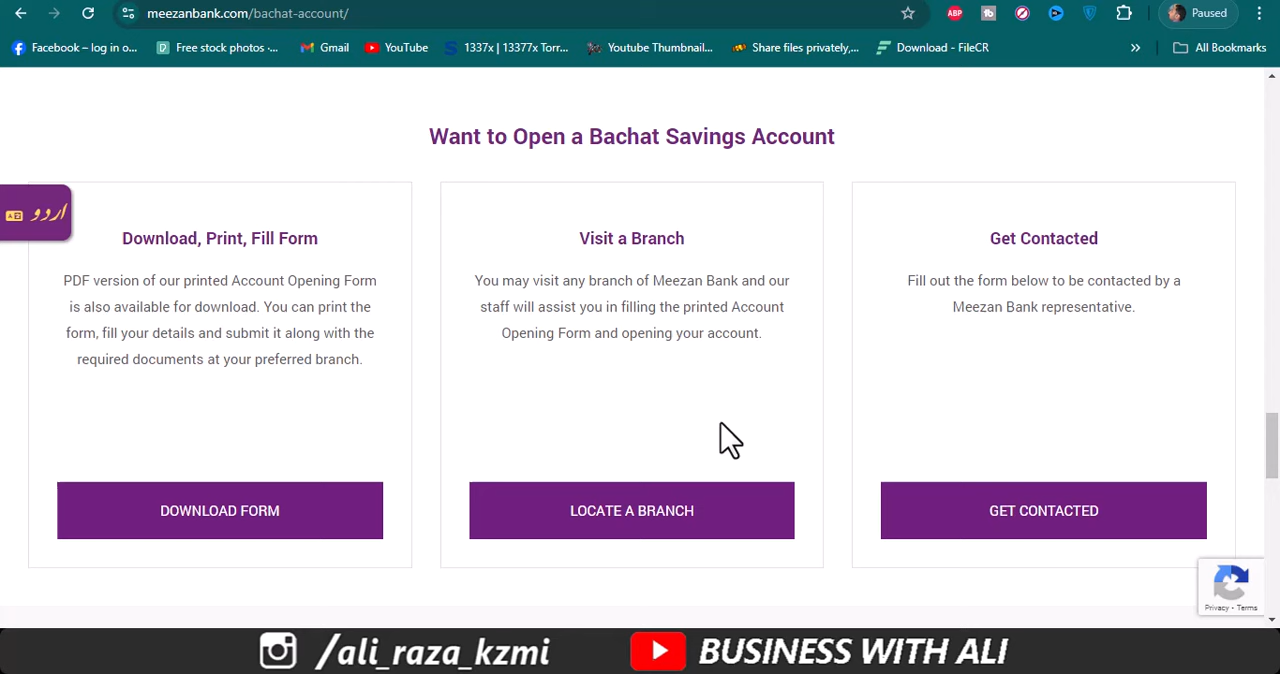 meezanbank.com/bachat-account/
ABP
Paused
Facebook – log in o...
Free stock photos -...
Gmail
YouTube
1337x | 13377x Torr...
Youtube Thumbnail...
Share files privately,...
Download - FileCR
»
All Bookmarks
Want to Open a Bachat Savings Account
اردو
Download, Print, Fill Form
PDF version of our printed Account Opening Form
is also available for download. You can print the
form, fill your details and submit it along with the
required documents at your preferred branch.
DOWNLOAD FORM
Visit a Branch
You may visit any branch of Meezan Bank and our
staff will assist you in filling the printed Account
Opening Form and opening your account.
LOCATE A BRANCH
Get Contacted
Fill out the form below to be contacted by a
Meezan Bank representative.
GET CONTACTED
Privacy - Terms
/ali_raza_kzmi
BUSINESS WITH ALI